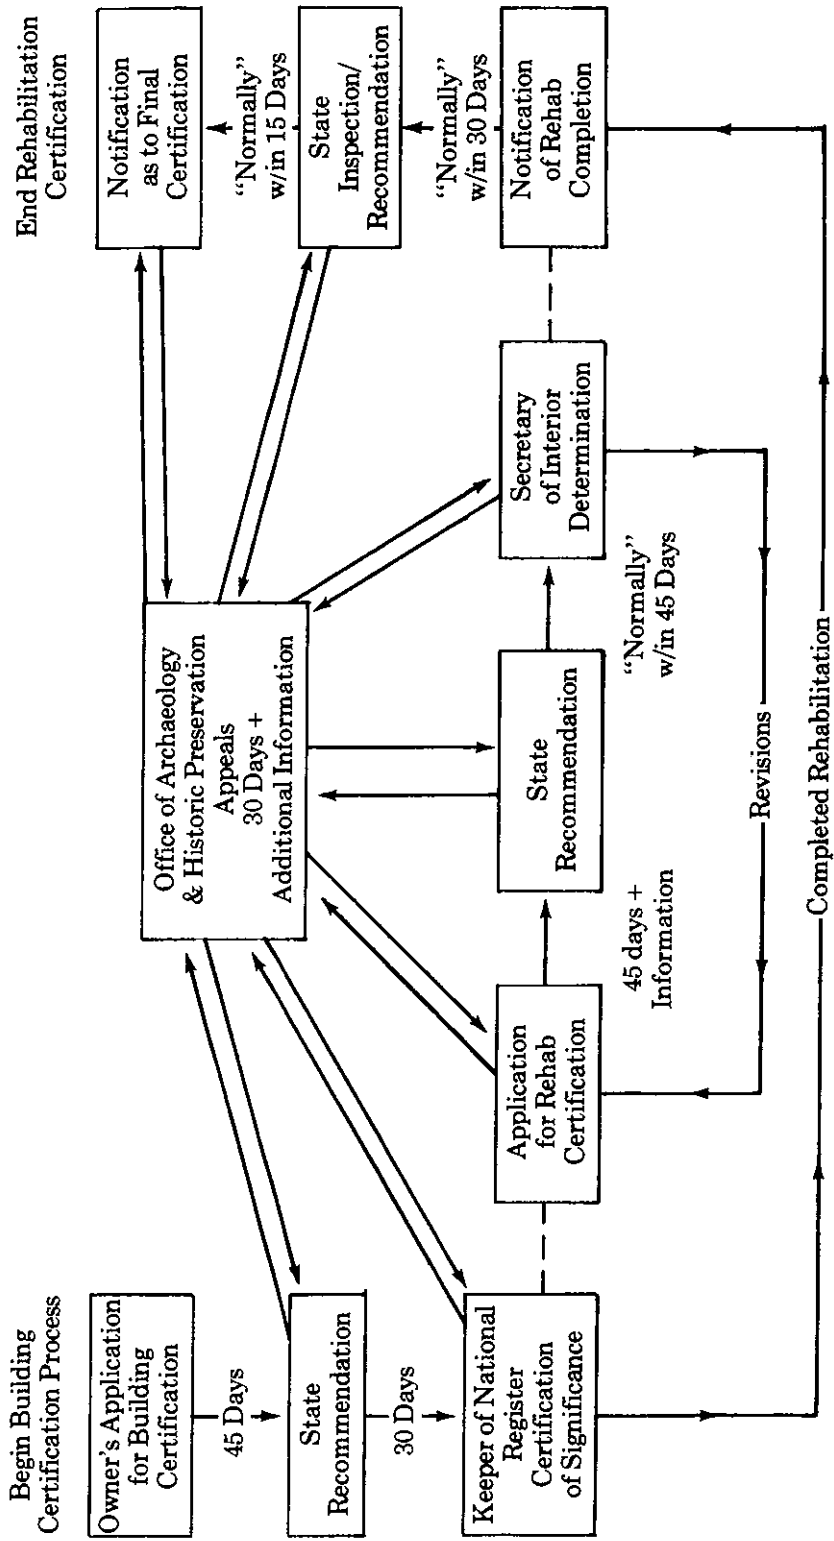 Begin Building
Certification Process
Owner's Application
for Building
Certification
45 Days
State
Recommendation
30 Days
Keeper of National
Register
Certification
of Significance
Office of Archaeology
& Historic Preservation
Appeals
30 Days +
Additional Information
Application
for Rehab
Certification
45 days +
Information
State
Recommendation
"Normally"
w/in 45 Days
Secretary
of Interior
Determination
Revisions
Completed Rehabilitation
End Rehabilitation
Certification
Notification
as to Final
Certification
"Normally"
w/in 15 Days
State
Inspection/
Recommendation
"Normally"
w/in 30 Days
Notification
of Rehab
Completion